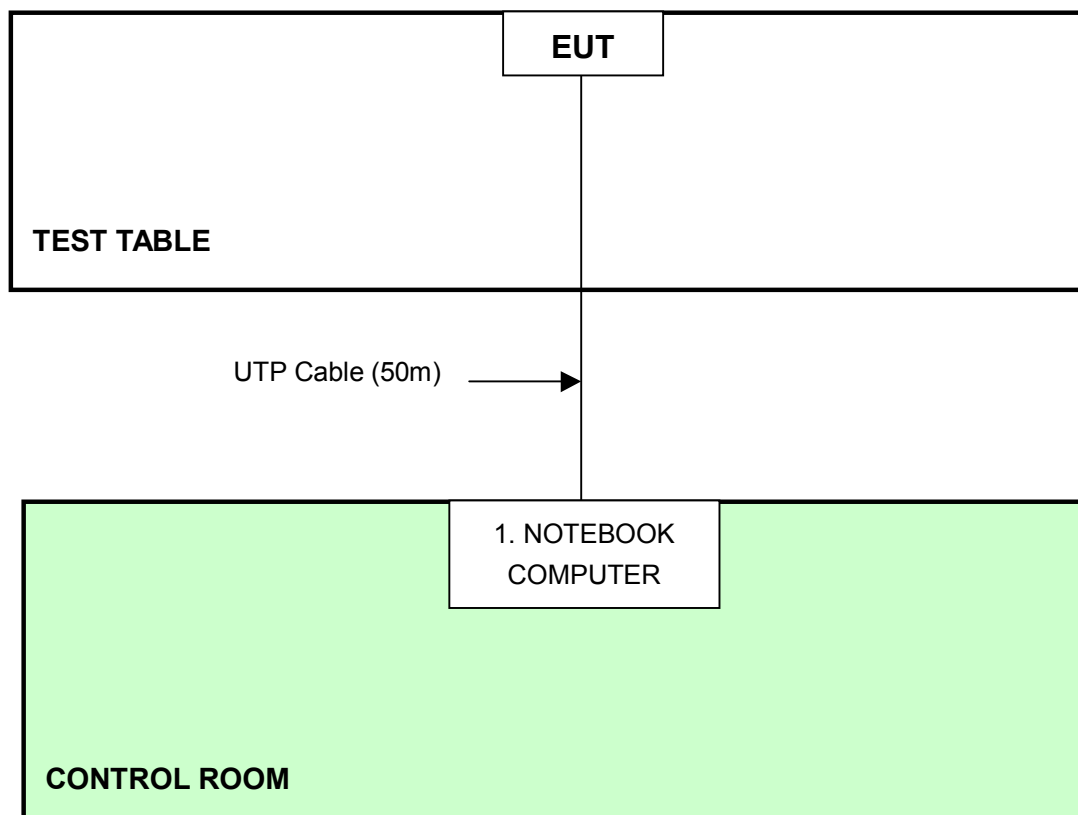 EUT
TEST TABLE
UTP Cable (50m)
1. NOTEBOOK
COMPUTER
CONTROL ROOM